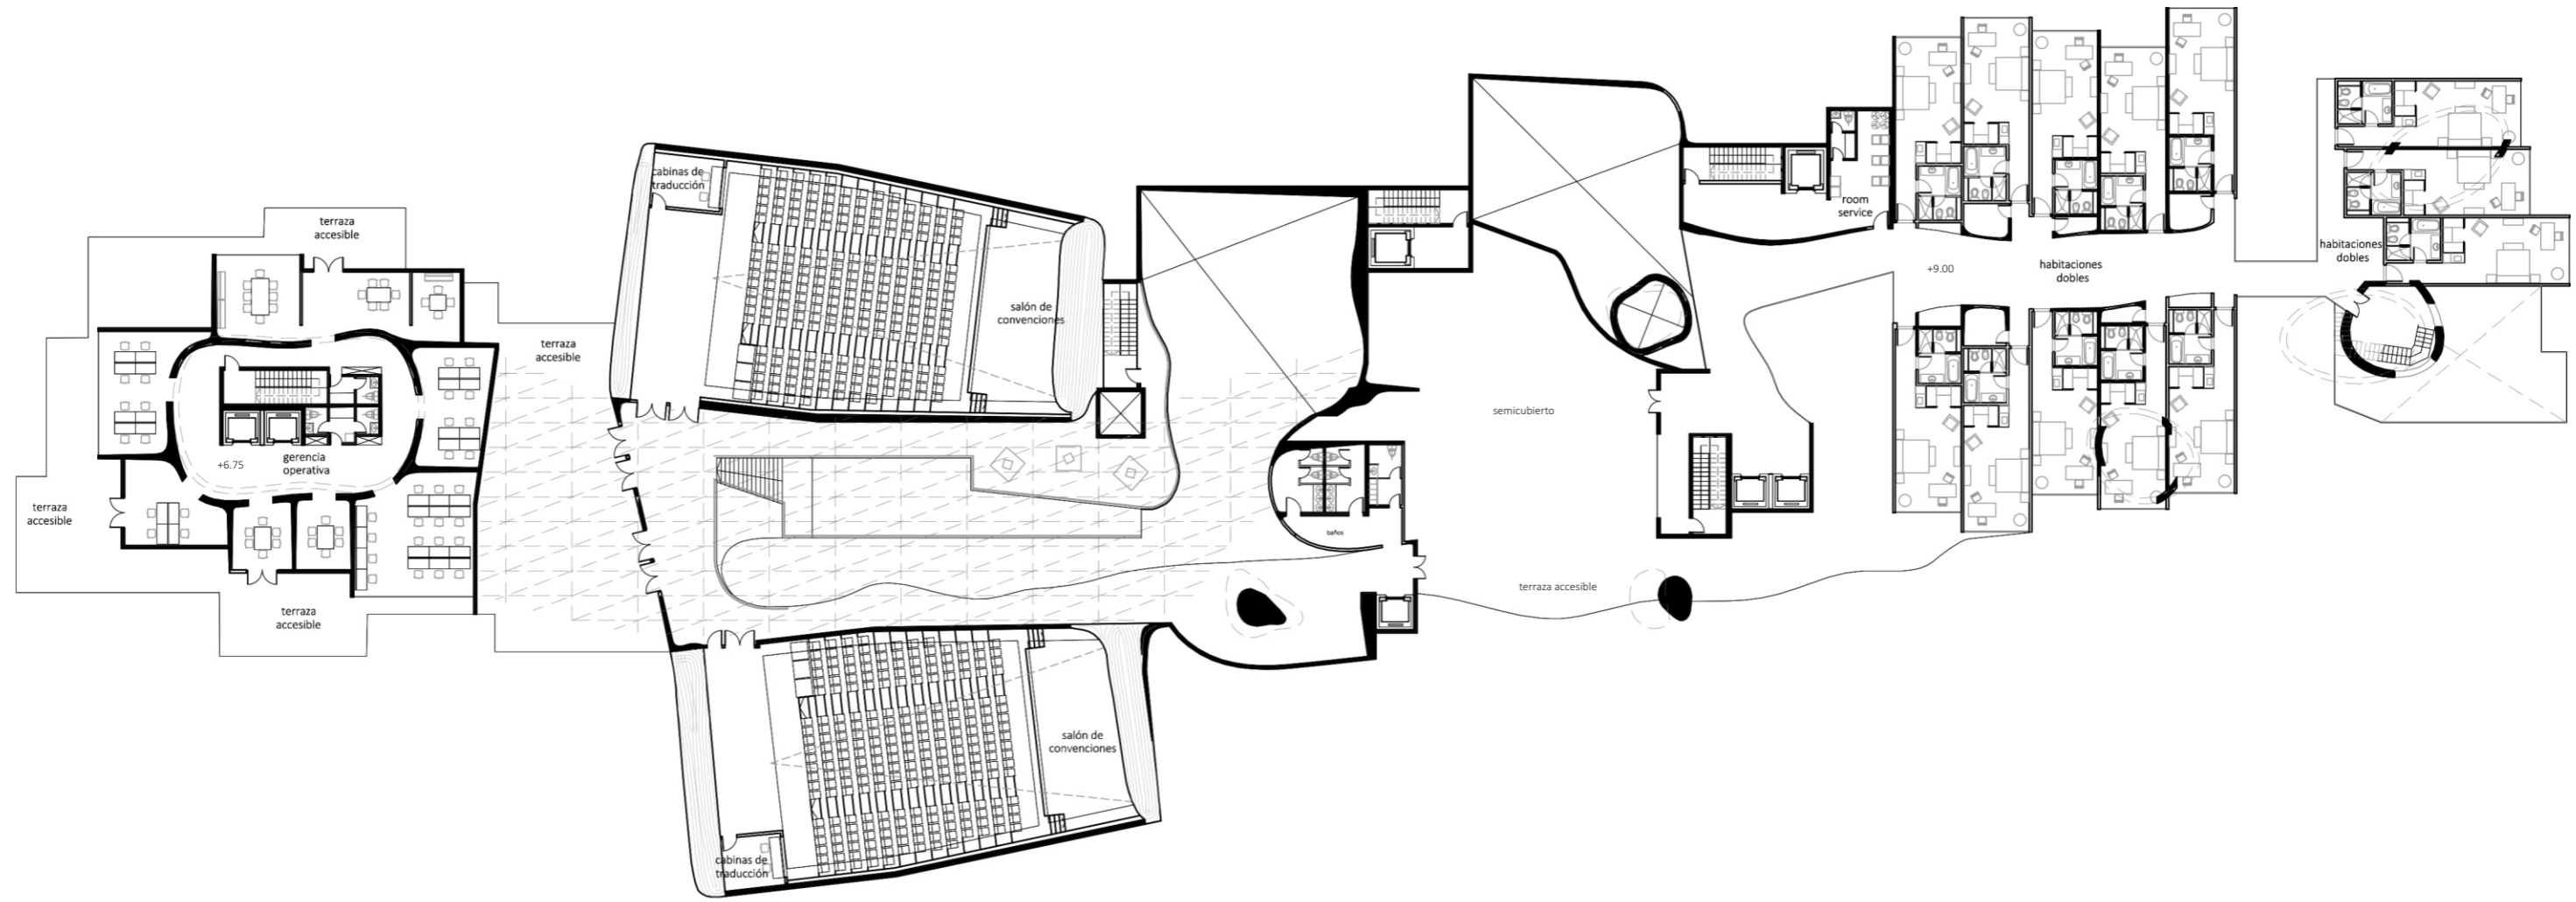 terraza
accesible
terraza
accesible
terraza
accesible
terraza
accesible
+6.75
gerencia
operativa
cabinas de
traducción
salón de
convenciones
salón de
convenciones
cabinas de
traducción
baños
semicubierto
terraza accesible
room
service
+9.00
habitaciones
dobles
habitaciones
dobles